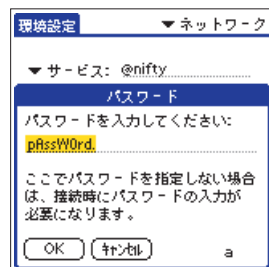 環境設定 ▼ ネットワーク
▼ サービス: @nifty
パスワード
パスワードを入力してください:
pAssW0rd.
ここでパスワードを指定しない場合
は、接続時にパスワードの入力が
必要になります。
OK キャンセル a